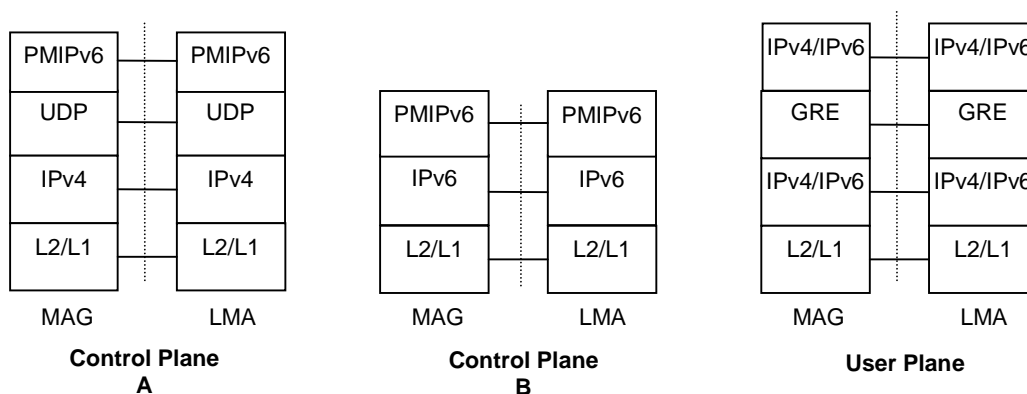 PMIPv6
PMIPv6
UDP
UDP
IPv4
IPv4
L2/L1
L2/L1
MAG
LMA
Control Plane
A
PMIPv6
PMIPv6
IPv6
IPv6
L2/L1
L2/L1
MAG
LMA
Control Plane
B
IPv4/IPv6
IPv4/IPv6
GRE
GRE
IPv4/IPv6
IPv4/IPv6
L2/L1
L2/L1
MAG
LMA
User Plane